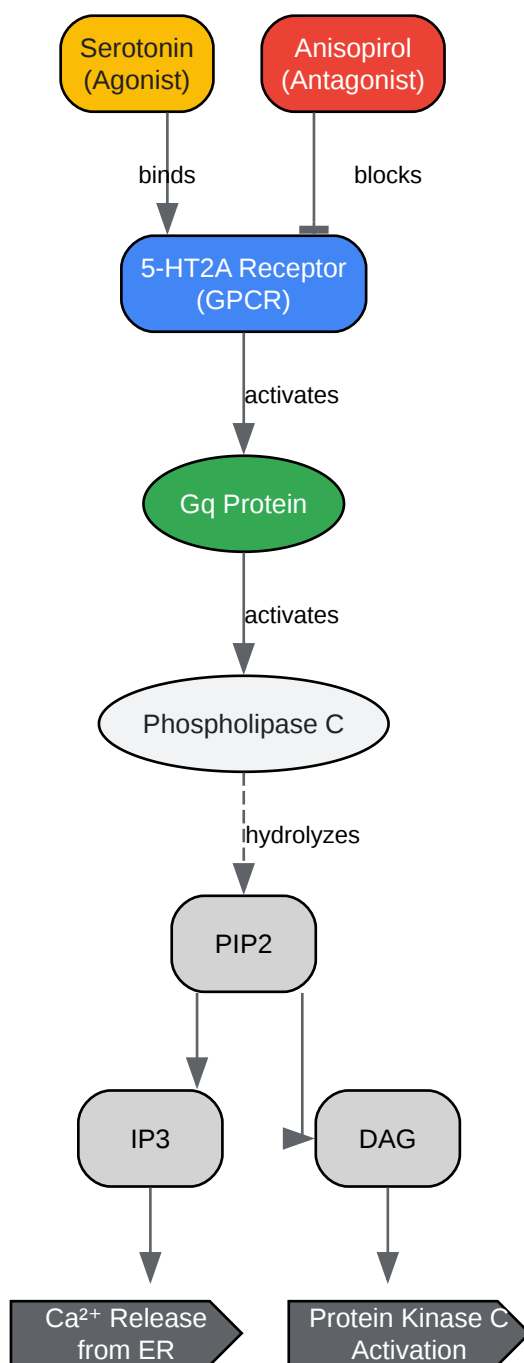 Serotonin
(Agonist)
Anisopirol
(Antagonist)
binds
blocks
5-HT2A Receptor
(GPCR)
activates
Gq Protein
activates
Phospholipase C
hydrolyzes
PIP2
IP3
DAG
Ca²⁺ Release
from ER
Protein Kinase C
Activation